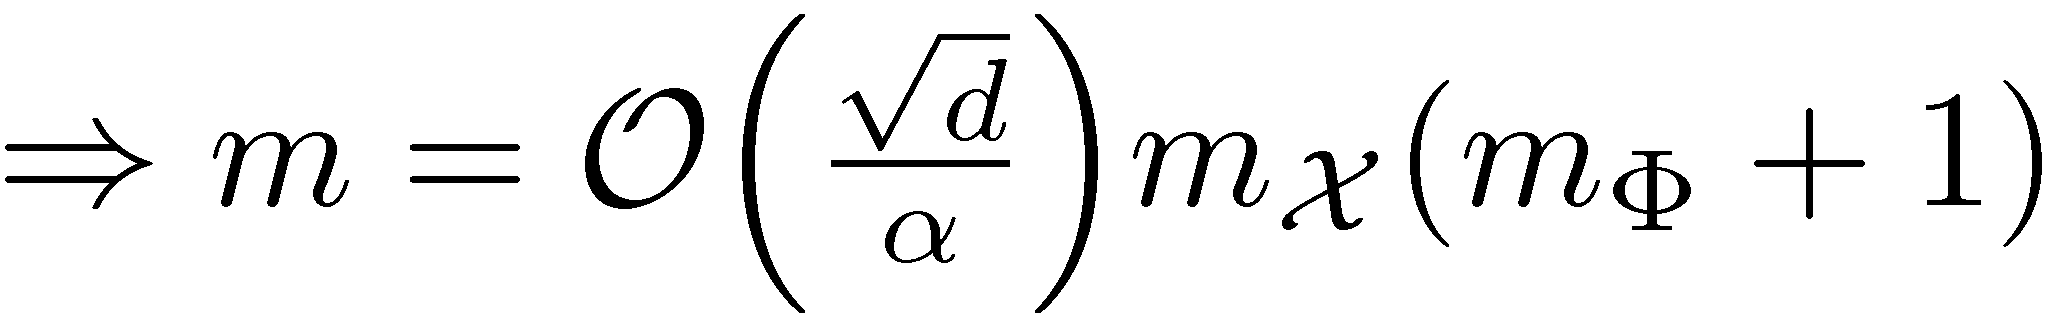 ⇒ m = 𝒪(√d/α) m_𝒳(m_Φ + 1)